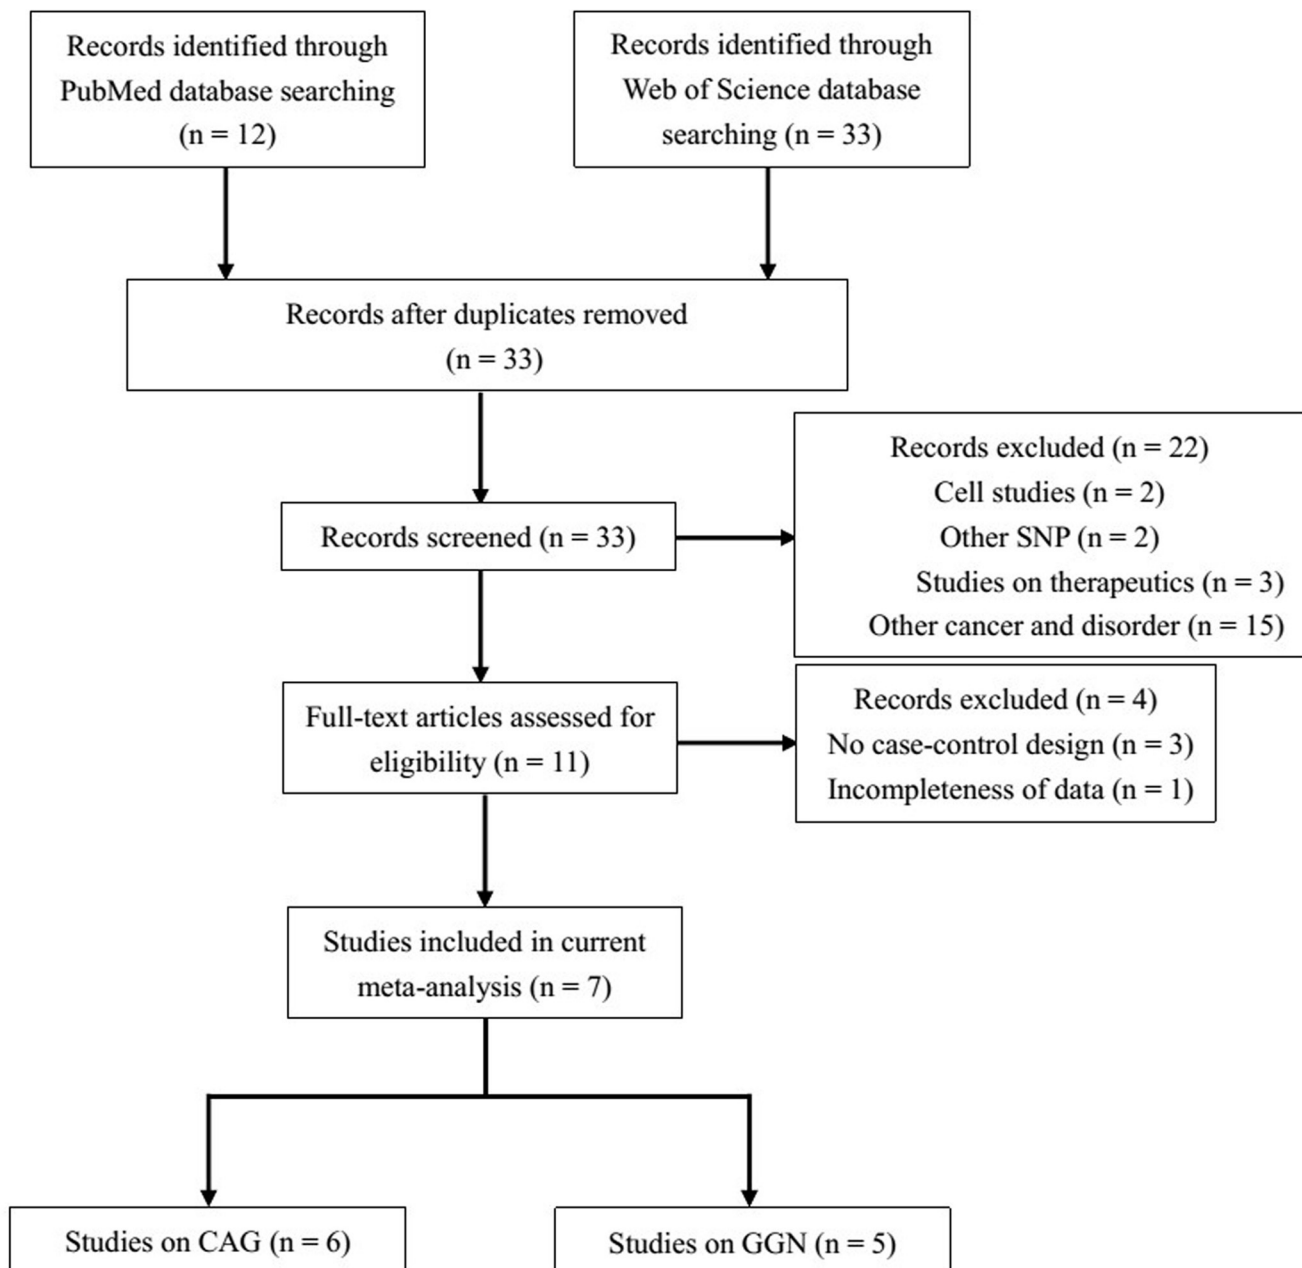 Records identified through
PubMed database searching
(n = 12)
Records identified through
Web of Science database
searching (n = 33)
Records after duplicates removed
(n = 33)
Records screened (n = 33)
Records excluded (n = 22)
Cell studies (n = 2)
Other SNP (n = 2)
Studies on therapeutics (n = 3)
Other cancer and disorder (n = 15)
Full-text articles assessed for
eligibility (n = 11)
Records excluded (n = 4)
No case-control design (n = 3)
Incompleteness of data (n = 1)
Studies included in current
meta-analysis (n = 7)
Studies on CAG (n = 6)
Studies on GGN (n = 5)